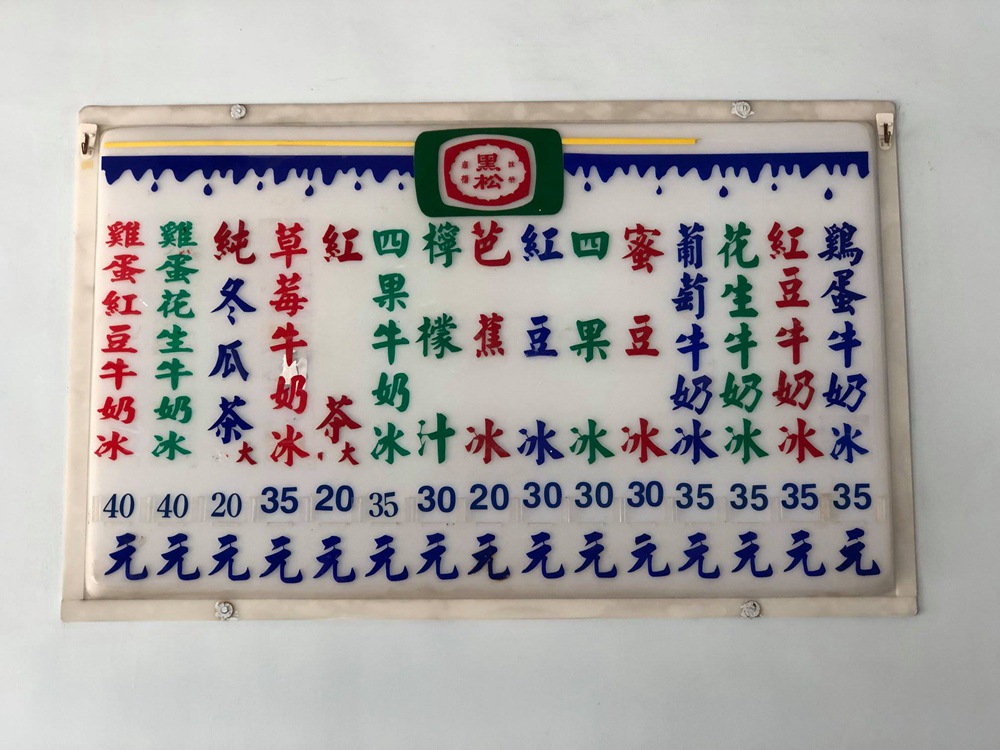 黑松
鷄蛋牛奶冰 35元
紅豆牛奶冰 35元
花生牛奶冰 35元
葡萄牛奶冰 35元
蜜豆冰 30元
四果冰 30元
紅豆冰 30元
芭蕉冰 20元
檸檬汁 30元
四果牛奶冰 35元
紅茶大 20元
草莓牛奶冰 35元
純冬瓜茶大 20元
雞蛋花生牛奶冰 40元
雞蛋紅豆牛奶冰 40元